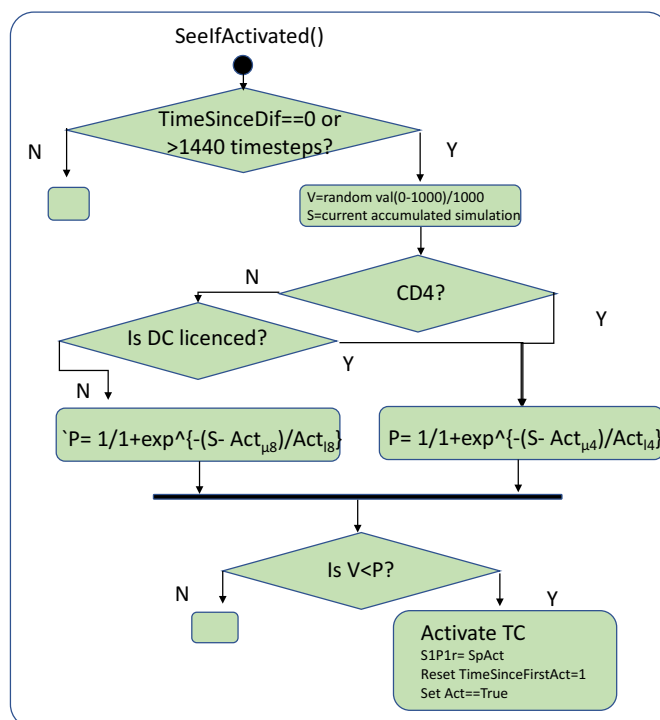 SeeIfActivated()
TimeSinceDif==0 or
>1440 timesteps?
N
Y
V=random val(0-1000)/1000
S=current accumulated simulation
N
CD4?
Y
Is DC licenced?
Y
N
`P= 1/1+exp^{-(S- Actμ8)/Actl8}
P= 1/1+exp^{-(S- Actμ4)/Actl4}
Is V<P?
N
Y
Activate TC
S1P1r= SpAct
Reset TimeSinceFirstAct=1
Set Act==True